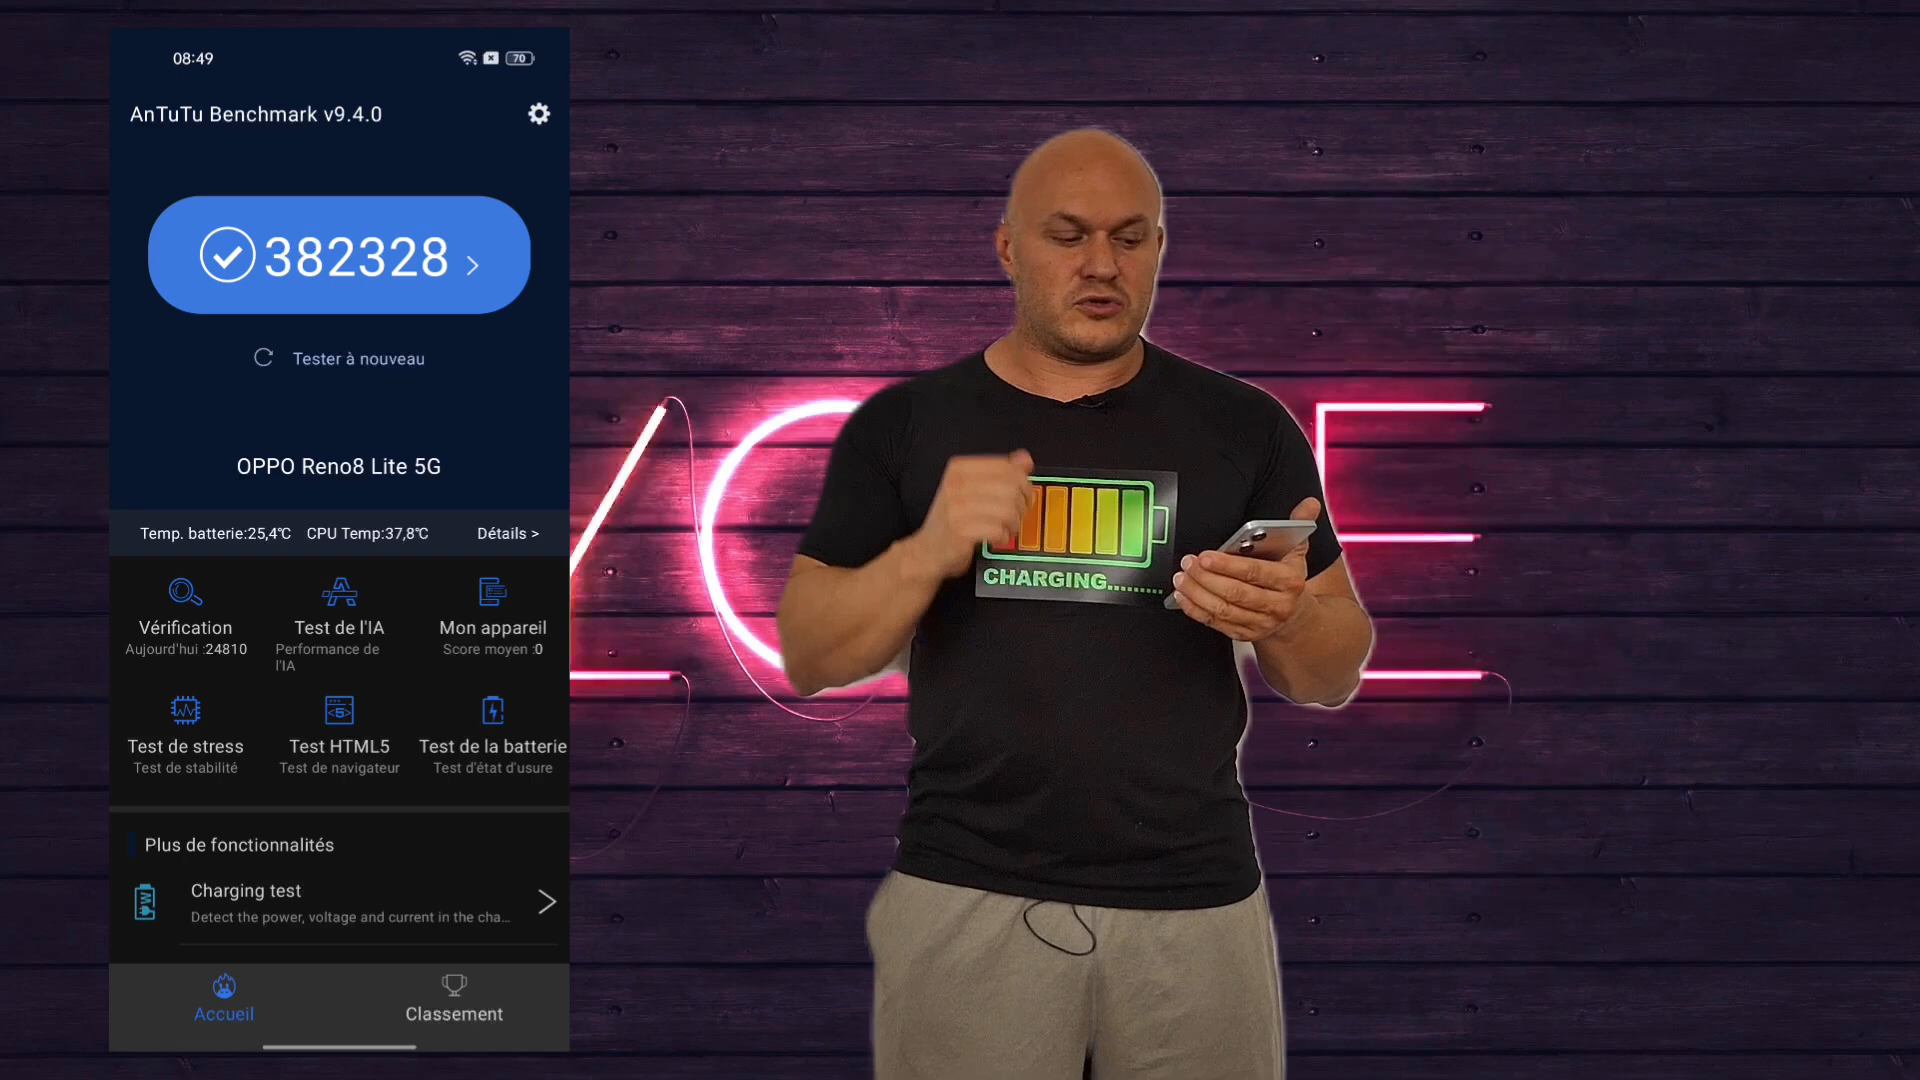 08:49
70
AnTuTu Benchmark v9.4.0
382328
Tester à nouveau
OPPO Reno8 Lite 5G
Temp. batterie:25,4℃ CPU Temp:37,8℃ Détails >
Vérification
Aujourd'hui :24810
Test de l'IA
Performance de
l'IA
Mon appareil
Score moyen :0
Test de stress
Test de stabilité
Test HTML5
Test de navigateur
Test de la batterie
Test d'état d'usure
Plus de fonctionnalités
Charging test
Detect the power, voltage and current in the cha...
Accueil
Classement
CHARGING.........